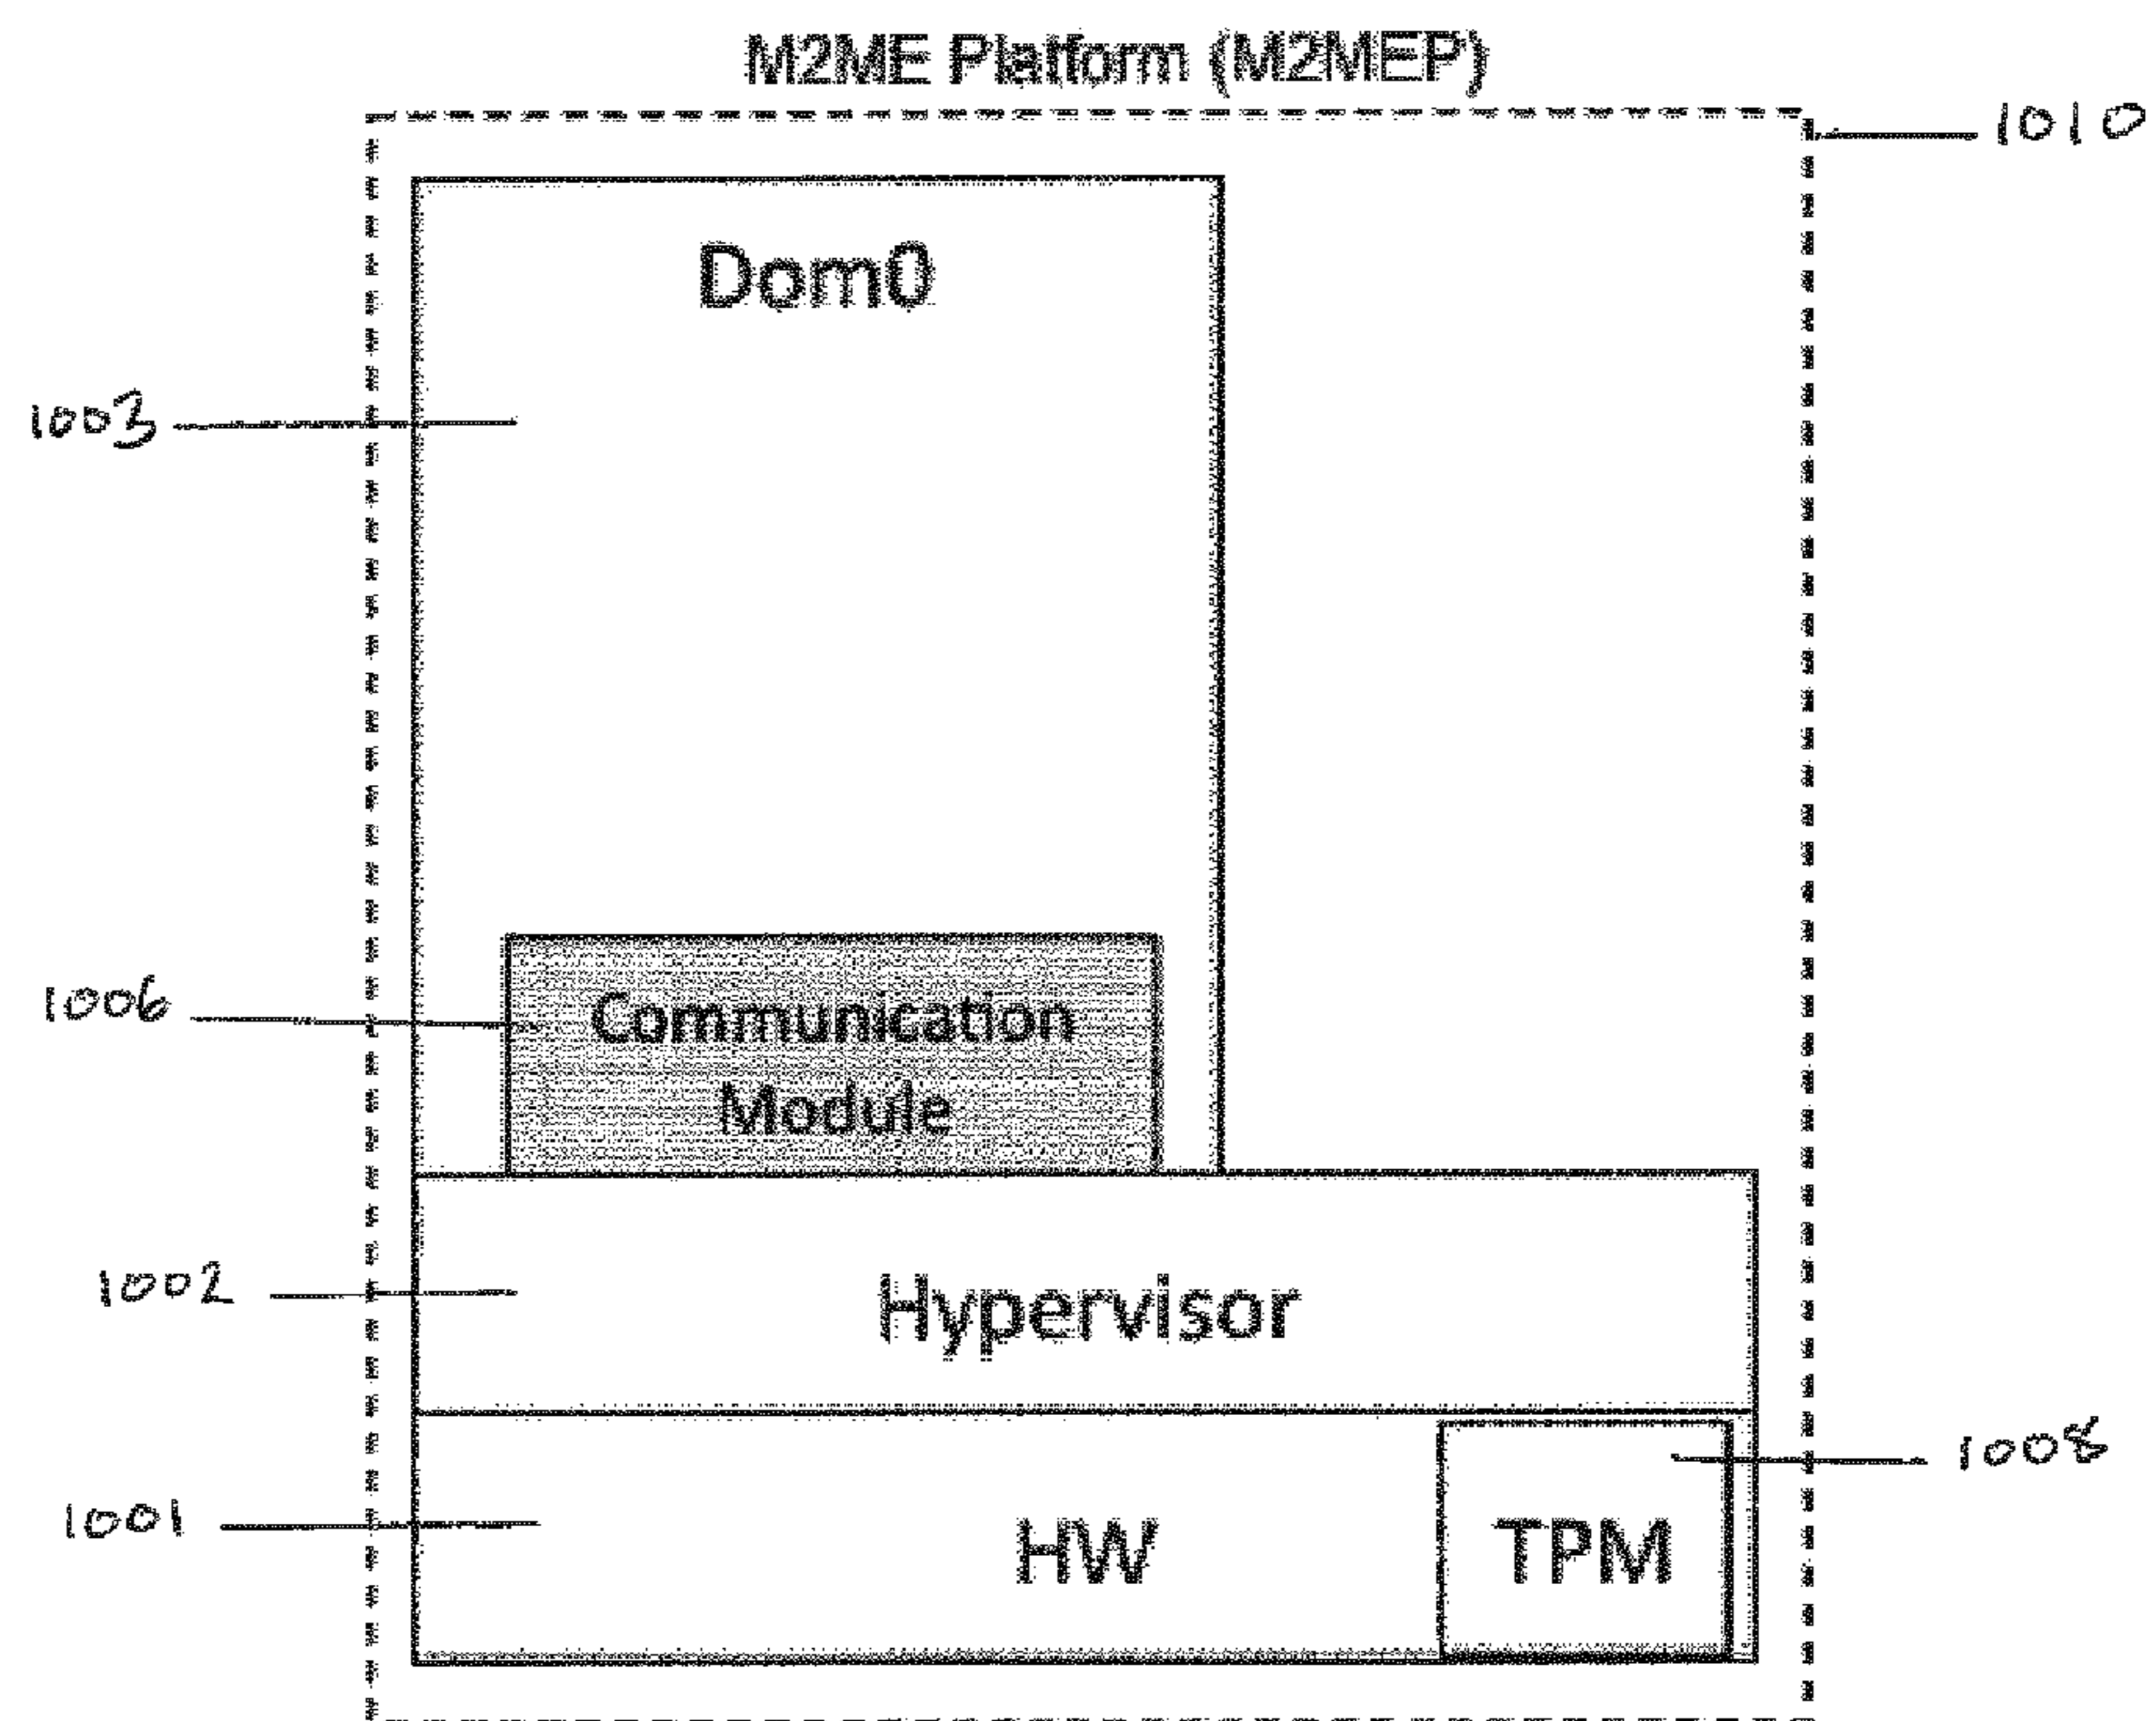 M2ME Platform (M2MEP)
1010
Dom0
1003
1006
Communication
Module
1002
Hypervisor
1008
1001
HW
TPM